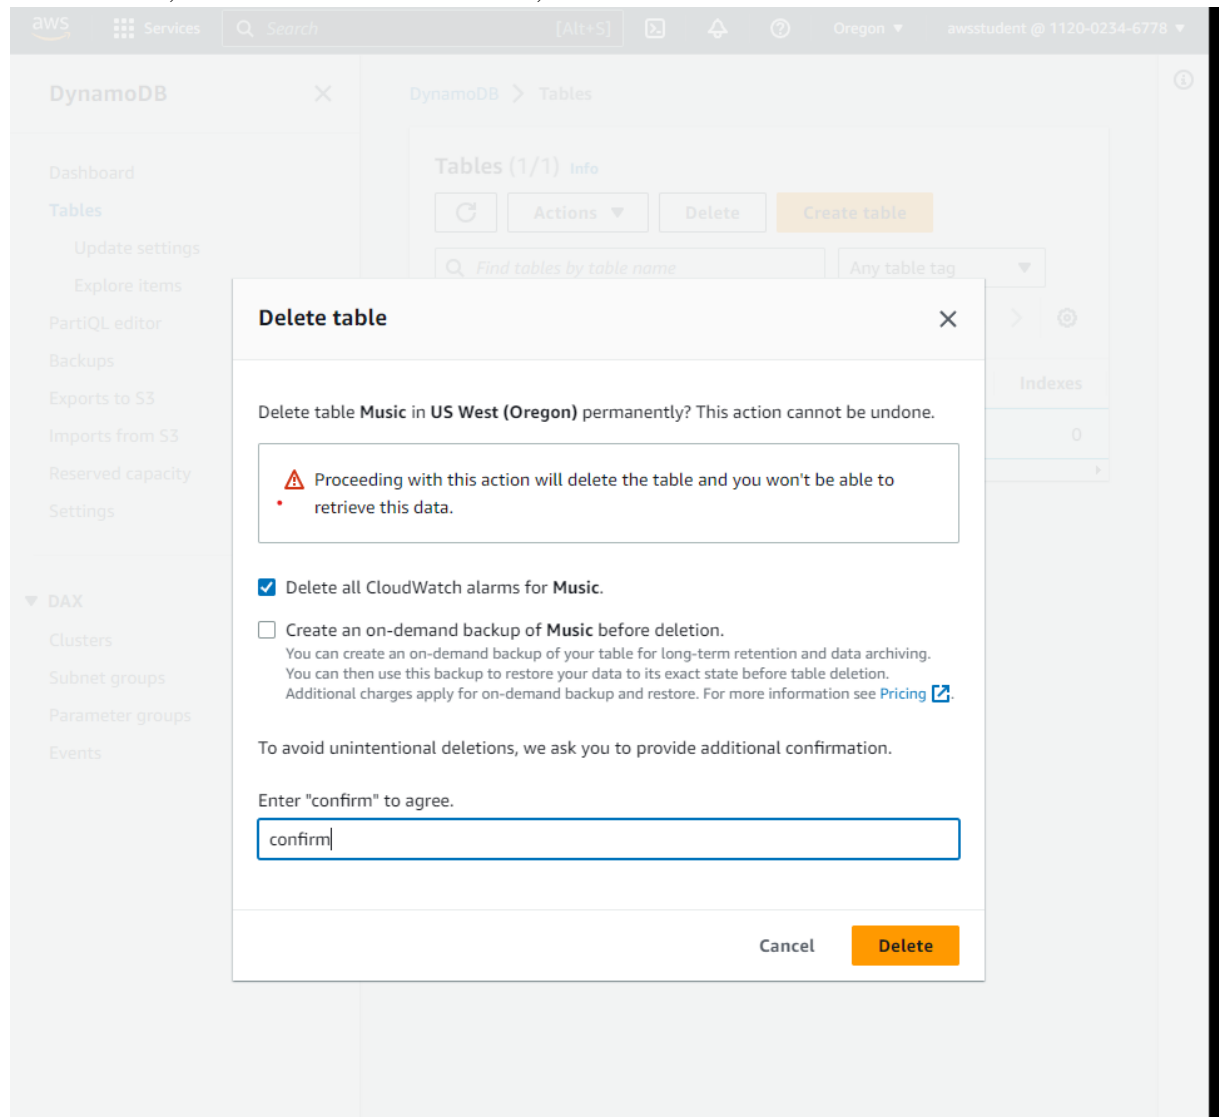 aws
Services
Search
[Alt+S]
Oregon
awsstudent @ 1120-0234-6778
DynamoDB
Dashboard
Tables
Update settings
Explore items
PartiQL editor
Backups
Exports to S3
Imports from S3
Reserved capacity
Settings
DAX
Clusters
Subnet groups
Parameter groups
Events
DynamoDB > Tables
Tables (1/1) Info
Actions
Delete
Create table
Find tables by table name
Any table tag
Indexes
0
Delete table
Delete table Music in US West (Oregon) permanently? This action cannot be undone.
Proceeding with this action will delete the table and you won't be able to
retrieve this data.
Delete all CloudWatch alarms for Music.
Create an on-demand backup of Music before deletion.
You can create an on-demand backup of your table for long-term retention and data archiving.
You can then use this backup to restore your data to its exact state before table deletion.
Additional charges apply for on-demand backup and restore. For more information see Pricing.
To avoid unintentional deletions, we ask you to provide additional confirmation.
Enter "confirm" to agree.
confirm
Cancel
Delete